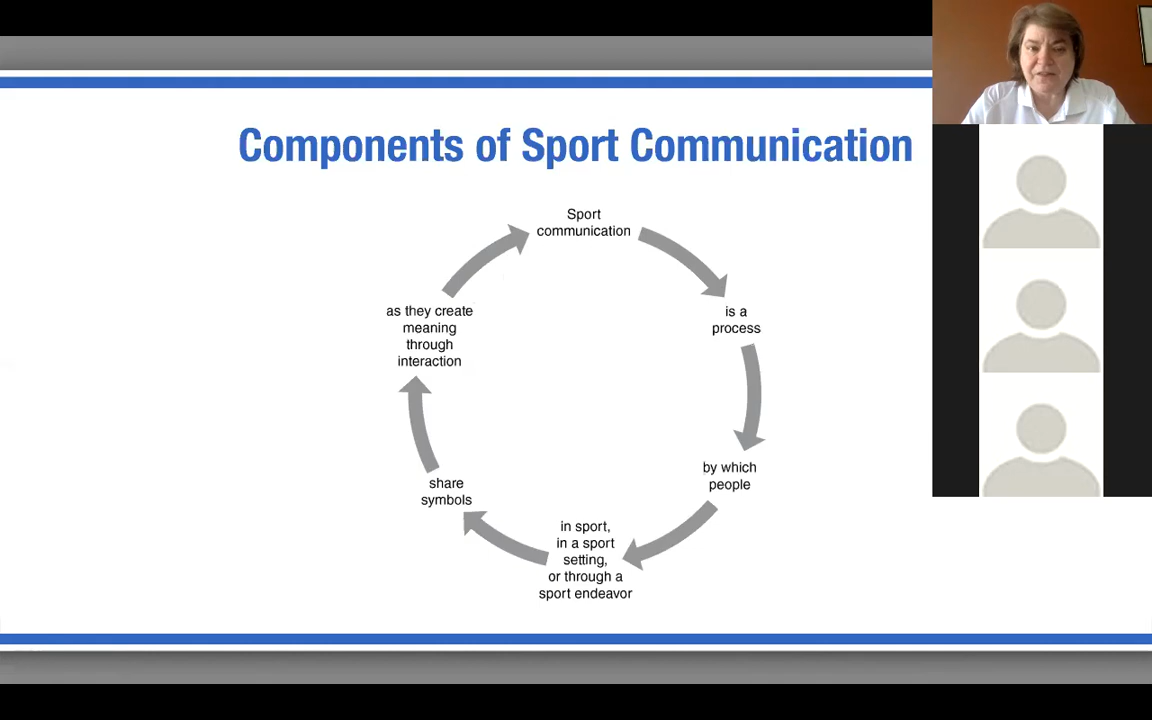 Components of Sport Communication
Sport
communication
is a
process
by which
people
in sport,
in a sport
setting,
or through a
sport endeavor
share
symbols
as they create
meaning
through
interaction